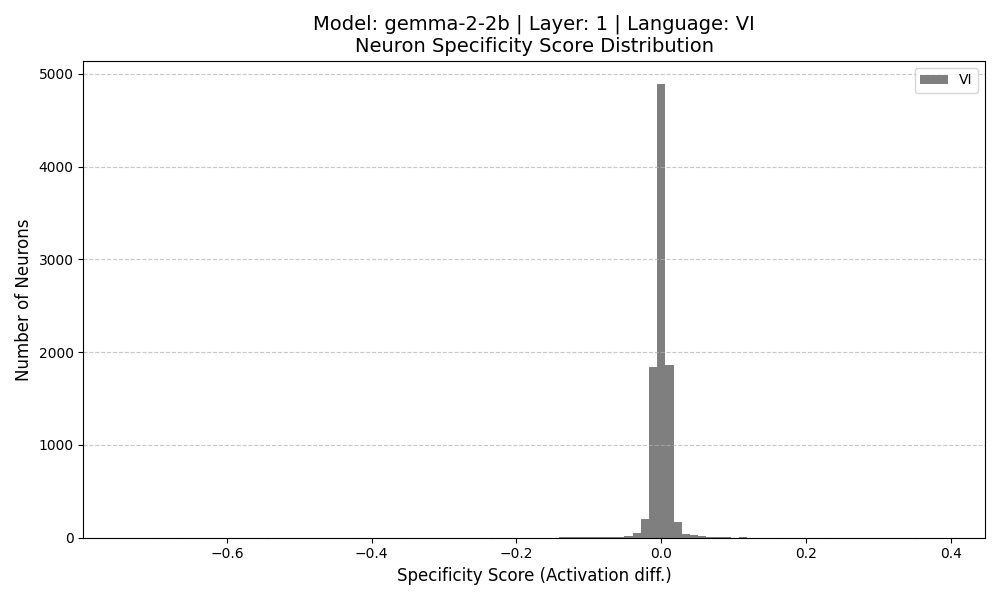 Model: gemma-2-2b | Layer: 1 | Language: VI
Neuron Specificity Score Distribution
VI
Number of Neurons
5000
4000
3000
2000
1000
0
−0.6
−0.4
−0.2
0.0
0.2
0.4
Specificity Score (Activation diff.)